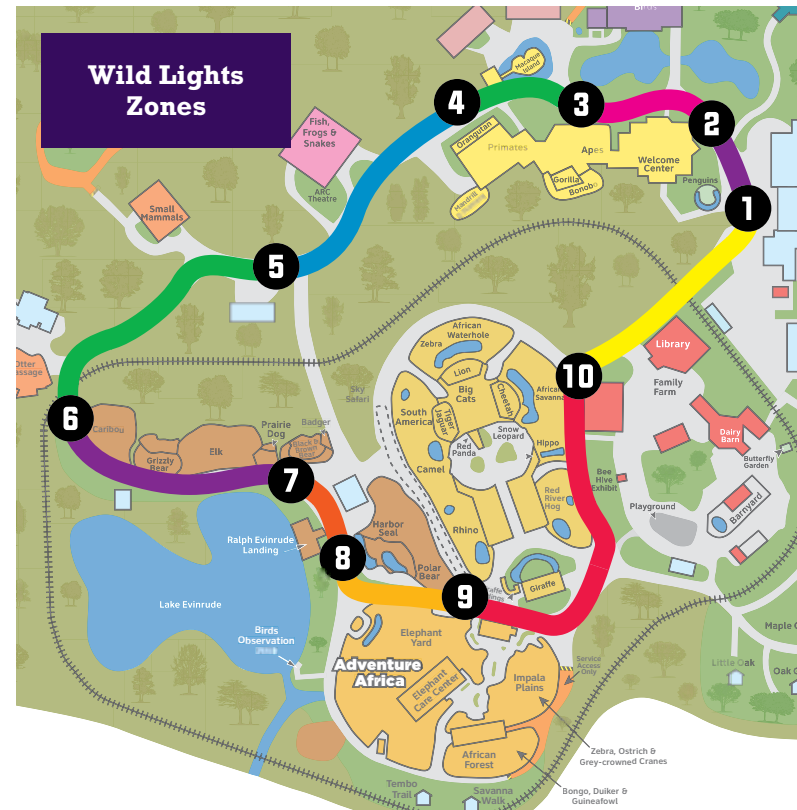 Wild Lights
Zones
Macaqua
Island
Fish,
Frogs &
Snakes
ARC
Theatre
Small
Mammals
Orangutan
Primates
Apes
Gorilla
Bonobo
Mandrill
Welcome
Center
Penguins
1
2
3
4
5
6
7
8
9
10
African
Waterhole
Zebra
Lion
Big
Cats
Cheetah
African
Savanna
South
America
Tiger
Jaguar
Red
Panda
Snow
Leopard
Hippo
Camel
Red
River
Hog
Rhino
Giraffe
Sky
Safari
Library
Family
Farm
Dairy
Barn
Butterfly
Garden
Bee
Hive
Exhibit
Playground
Barnyard
Caribou
Grizzly
Bear
Elk
Prairie
Dog
Badger
Black &
Brown
Bear
Harbor
Seal
Polar
Bear
Ralph Evinrude
Landing
Lake Evinrude
Birds
Observation
Elephant
Yard
Adventure
Africa
Elephant
Care Center
Impala
Plains
African
Forest
Service
Access
Only
Zebra, Ostrich &
Grey-crowned Cranes
Bongo, Duiker &
Guineafowl
Tembo
Trail
Savanna
Walk
Little Oak
Maple
Oak